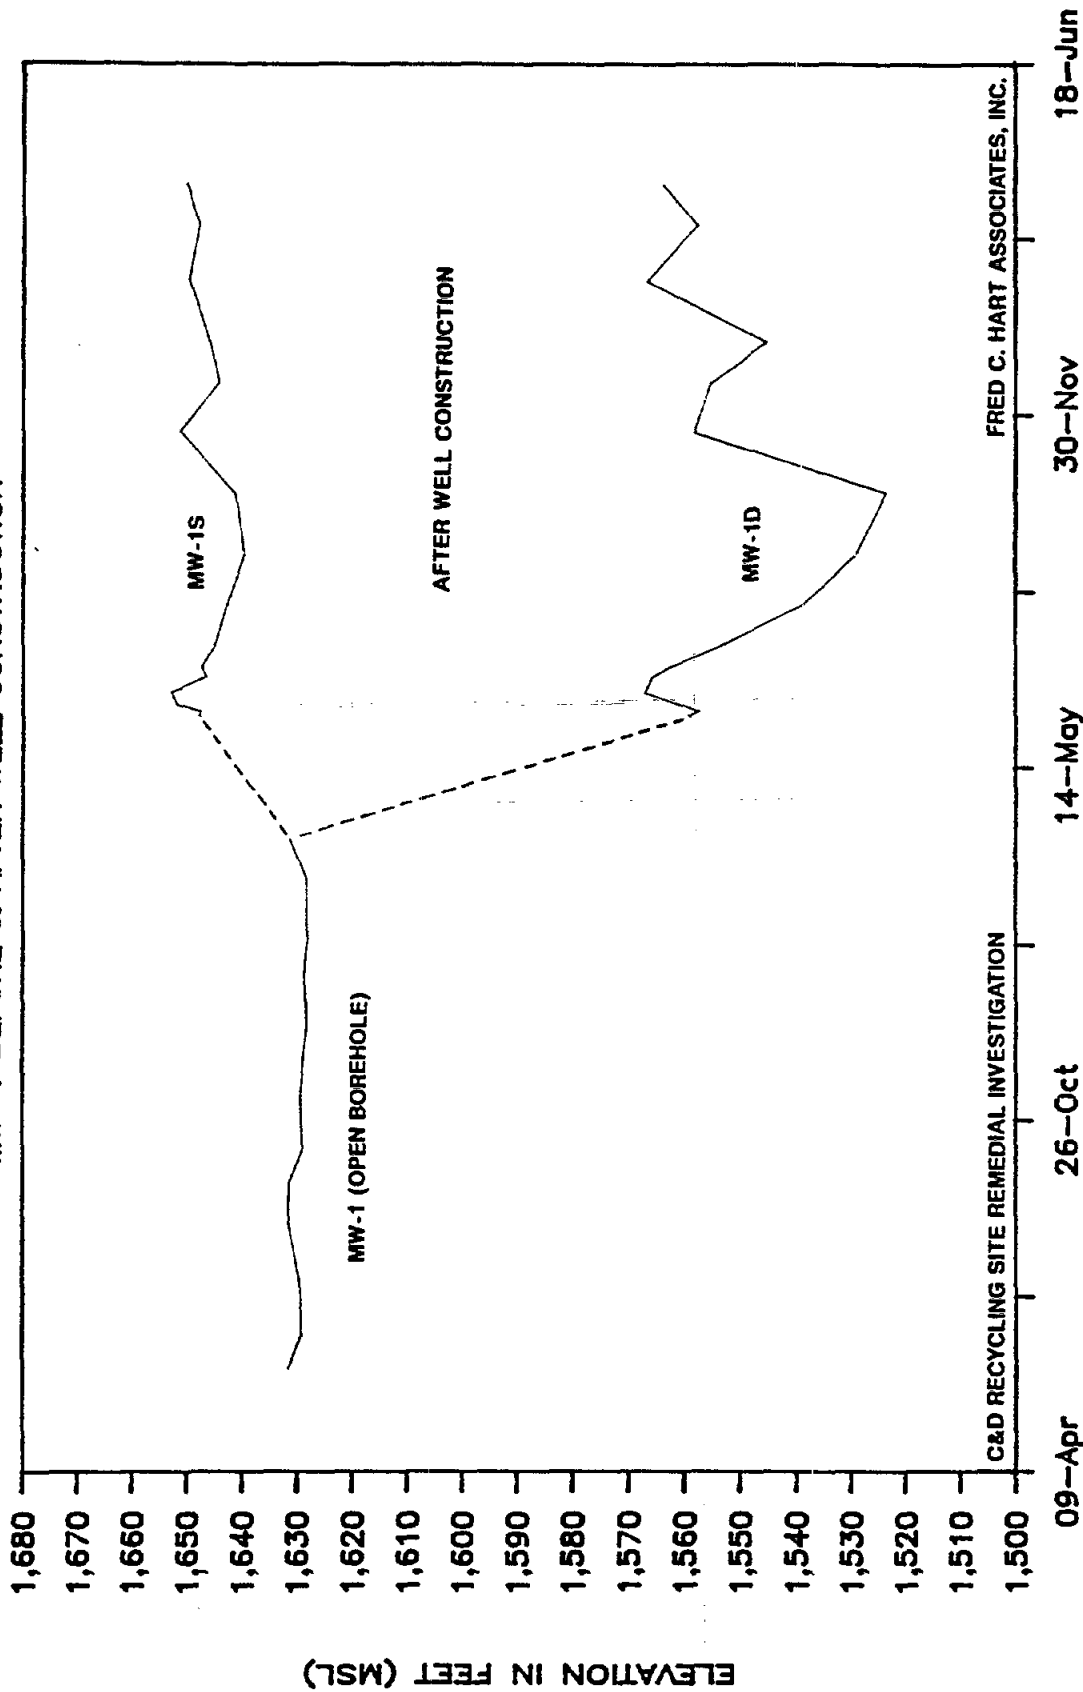 1,680
1,670
1,660
1,650
1,640
1,630
1,620
1,610
1,600
1,590
1,580
1,570
1,560
1,550
1,540
1,530
1,520
1,510
1,500
ELEVATION IN FEET (MSL)
MW-1S
AFTER WELL CONSTRUCTION
MW-1D
MW-1 (OPEN BOREHOLE)
C&D RECYCLING SITE REMEDIAL INVESTIGATION
FRED C. HART ASSOCIATES, INC.
09-Apr
26-Oct
14-May
30-Nov
18-Jun